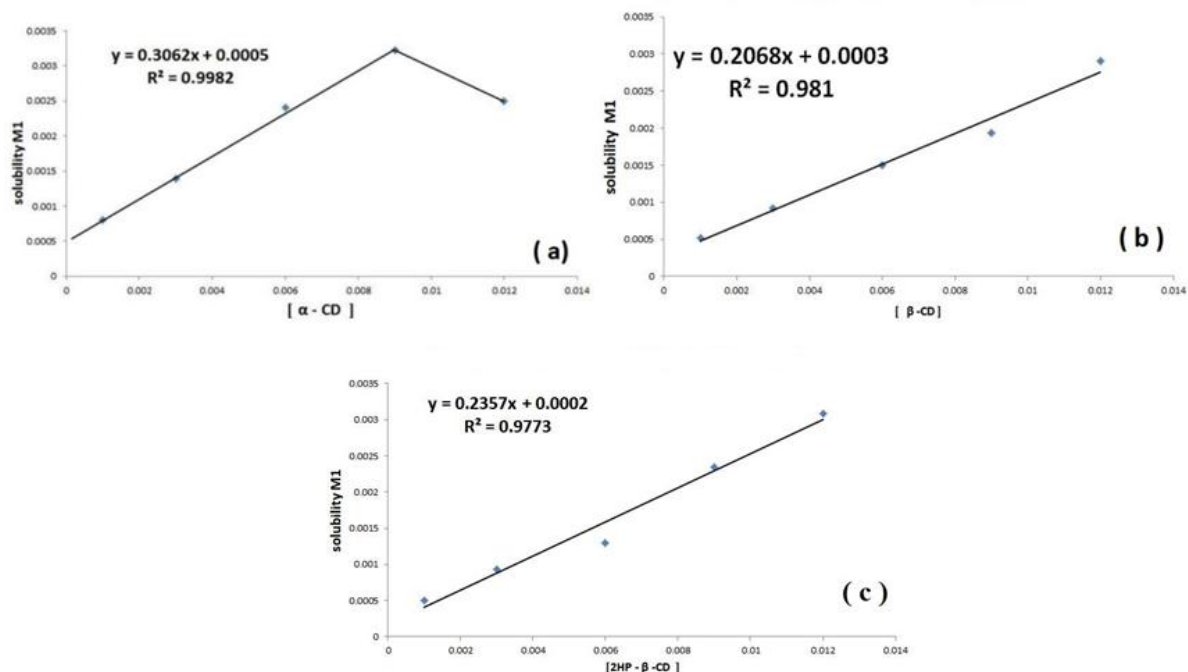 y = 0.3062x + 0.0005
R² = 0.9982
solubility M1
0.0035
0.003
0.0025
0.002
0.0015
0.001
0.0005
0
0 0.002 0.004 0.006 0.008 0.01 0.012 0.014
[ α - CD ]
( a)
y = 0.2068x + 0.0003
R² = 0.981
solubility M1
0.0035
0.003
0.0025
0.002
0.0015
0.001
0.0005
0
0 0.002 0.004 0.006 0.008 0.01 0.012 0.014
[ β -CD]
( b )
y = 0.2357x + 0.0002
R² = 0.9773
solubility M1
0.0035
0.003
0.0025
0.002
0.0015
0.001
0.0005
0
0 0.002 0.004 0.006 0.008 0.01 0.012 0.014
[2HP - β -CD ]
( c )